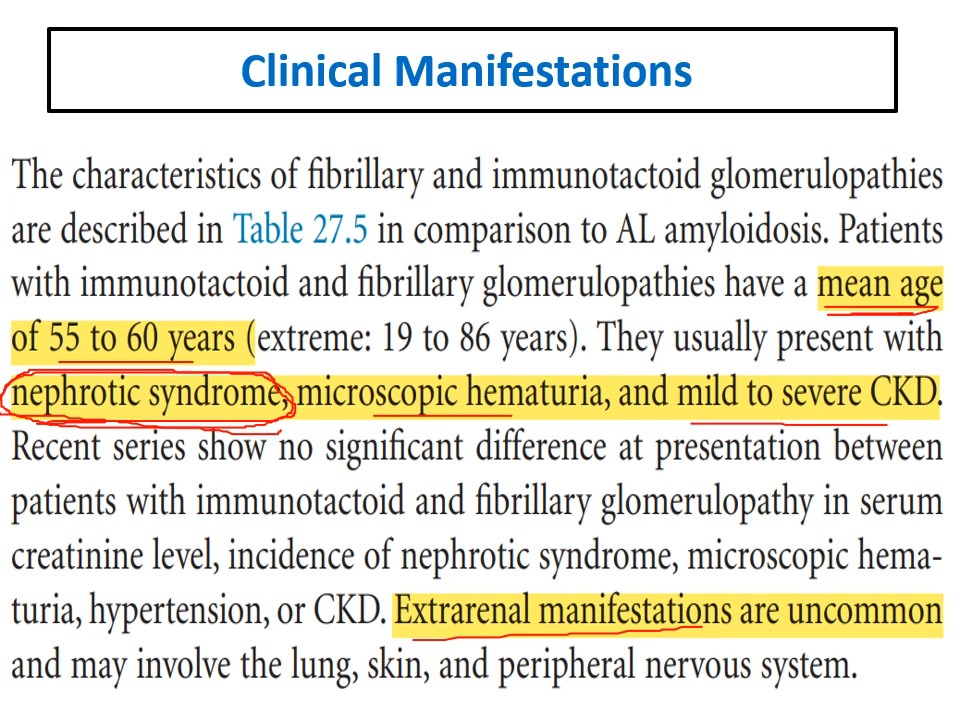 Clinical Manifestations
The characteristics of fibrillary and immunotactoid glomerulopathies
are described in Table 27.5 in comparison to AL amyloidosis. Patients
with immunotactoid and fibrillary glomerulopathies have a mean age
of 55 to 60 years (extreme: 19 to 86 years). They usually present with
nephrotic syndrome, microscopic hematuria, and mild to severe CKD.
Recent series show no significant difference at presentation between
patients with immunotactoid and fibrillary glomerulopathy in serum
creatinine level, incidence of nephrotic syndrome, microscopic hema-
turia, hypertension, or CKD. Extrarenal manifestations are uncommon
and may involve the lung, skin, and peripheral nervous system.